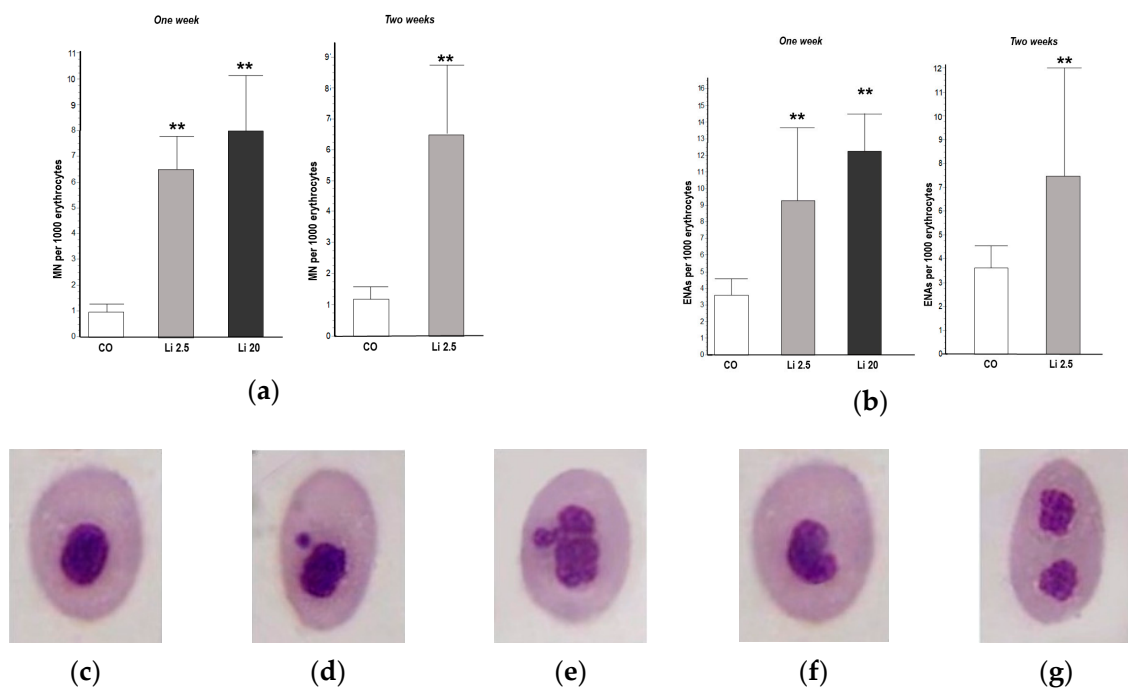 One week
Two weeks
11
10
9
8
7
6
5
4
3
2
1
0
MN per 1000 erythrocytes
**
**
CO
Li 2.5
Li 20
9
8
7
6
5
4
3
2
1
0
MN per 1000 erythrocytes
**
CO
Li 2.5
(a)
One week
Two weeks
16
15
14
13
12
11
10
9
8
7
6
5
4
3
2
1
0
ENAs per 1000 erythrocytes
**
**
CO
Li 2.5
Li 20
12
11
10
9
8
7
6
5
4
3
2
1
0
ENAs per 1000 erythrocytes
**
CO
Li 2.5
(b)
(c)
(d)
(e)
(f)
(g)